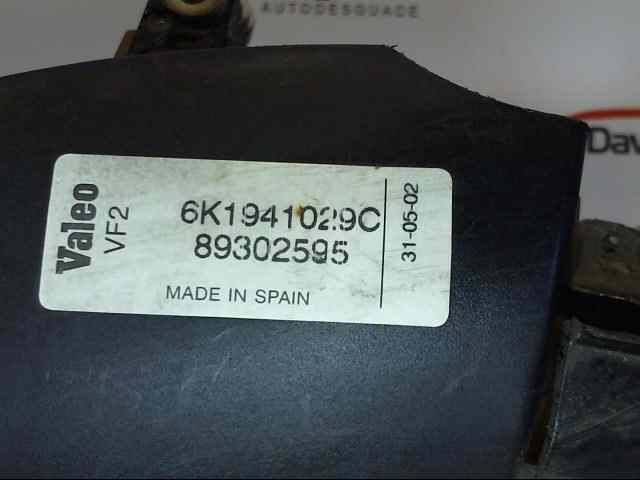 AUTODESGUACE
Dav
Valeo
VF2
6K1941029C
89302595
31-05-02
MADE IN SPAIN